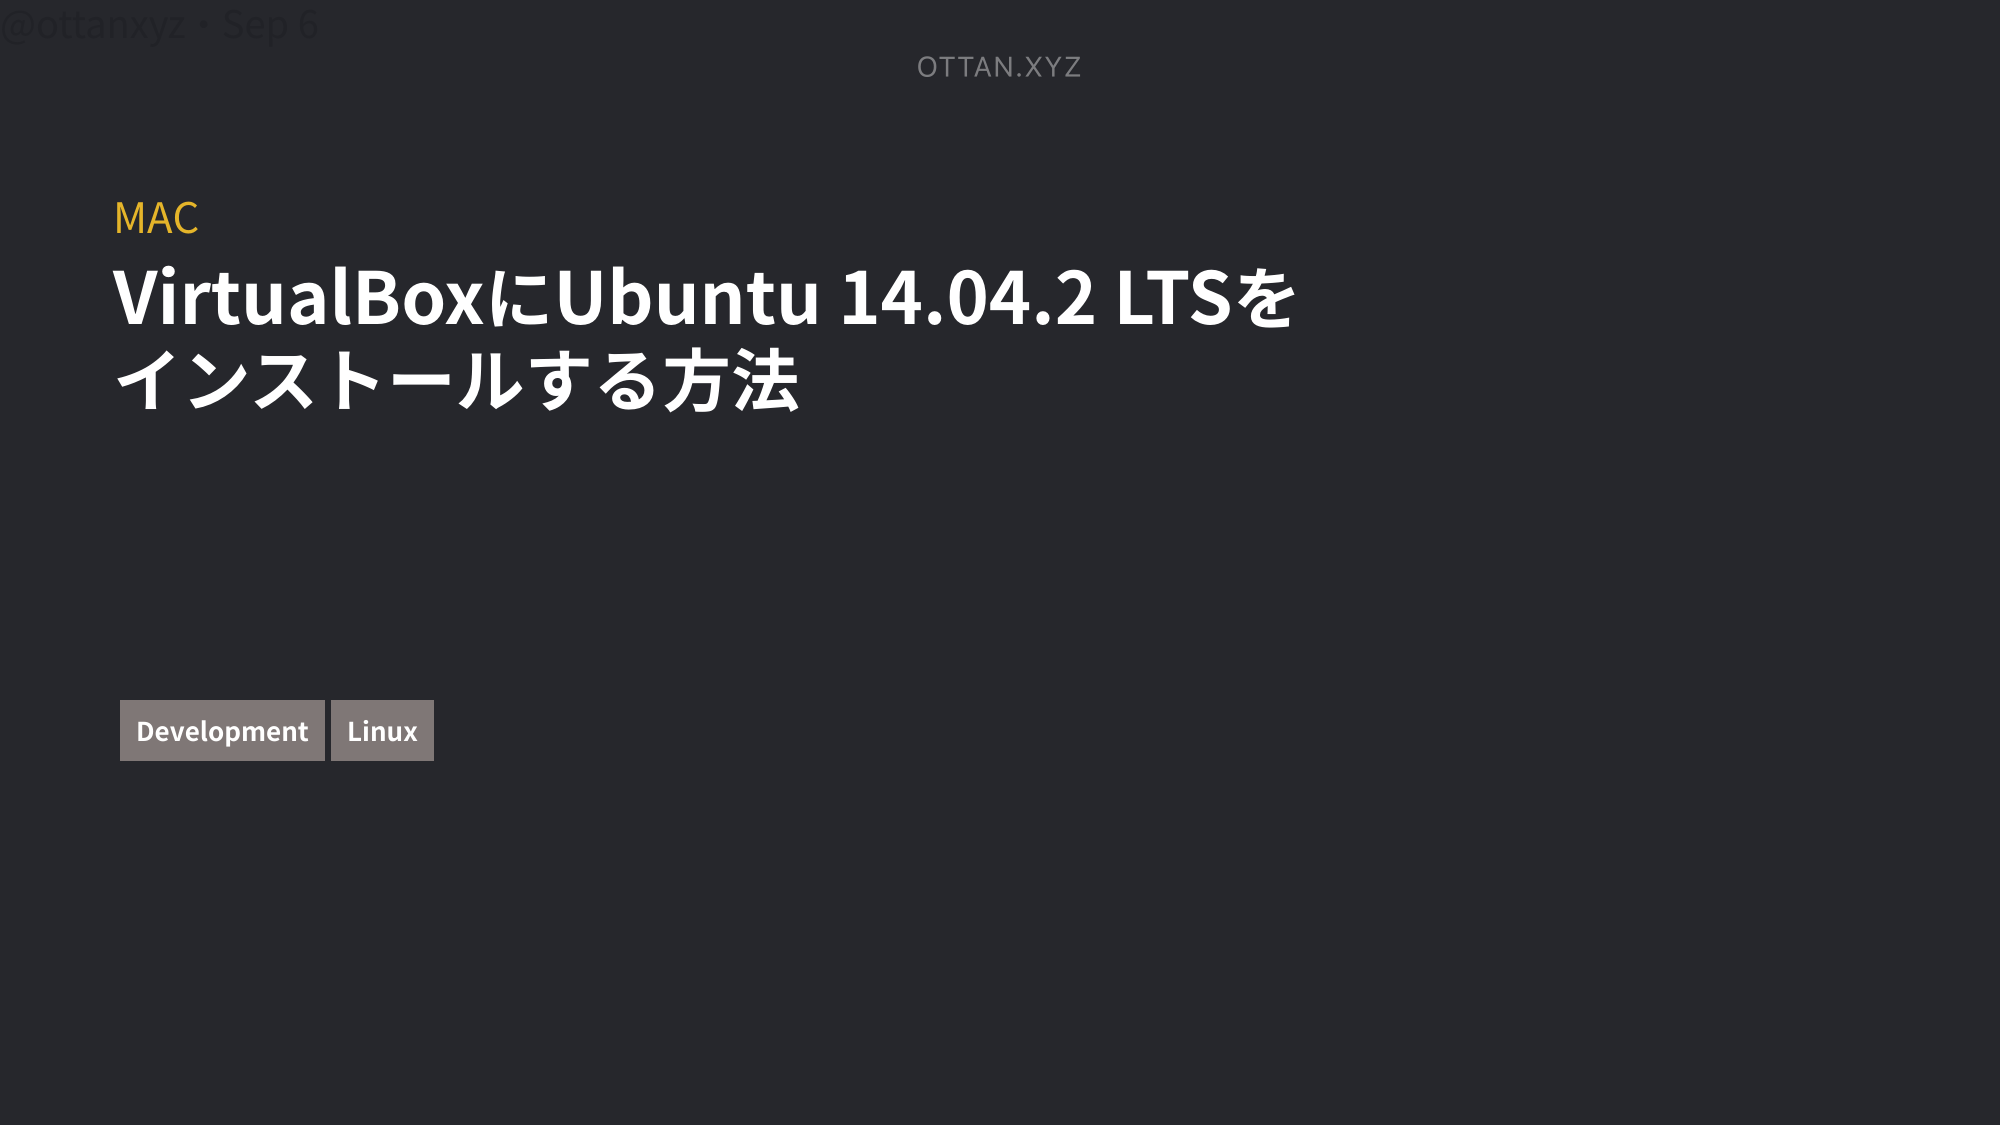 @ottanxyz・Sep 6
OTTAN.XYZ
MAC
VirtualBoxにUbuntu 14.04.2 LTSを
インストールする方法
Development Linux